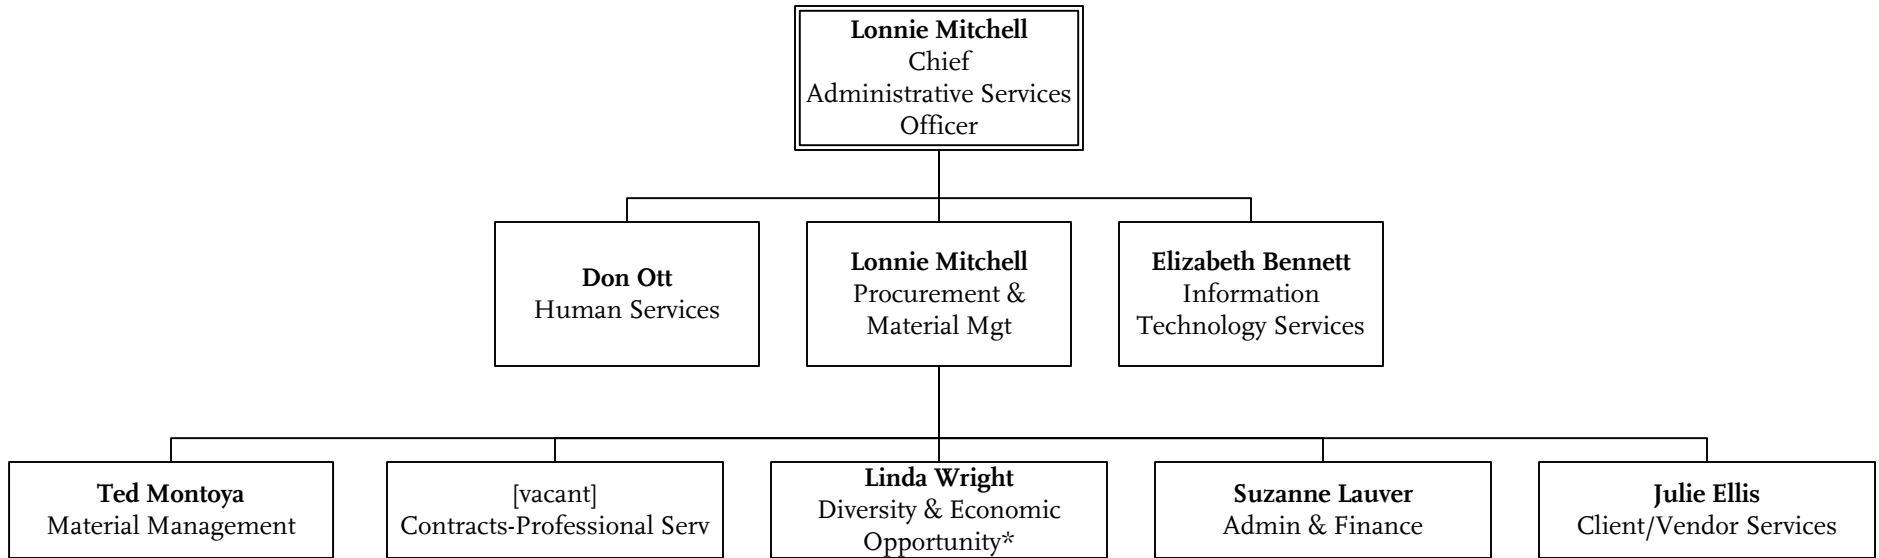 Lonnie Mitchell
Chief
Administrative Services
Officer
Don Ott
Human Services
Lonnie Mitchell
Procurement &
Material Mgt
Elizabeth Bennett
Information
Technology Services
Ted Montoya
Material Management
[vacant]
Contracts-Professional Serv
Linda Wright
Diversity & Economic
Opportunity*
Suzanne Lauver
Admin & Finance
Julie Ellis
Client/Vendor Services